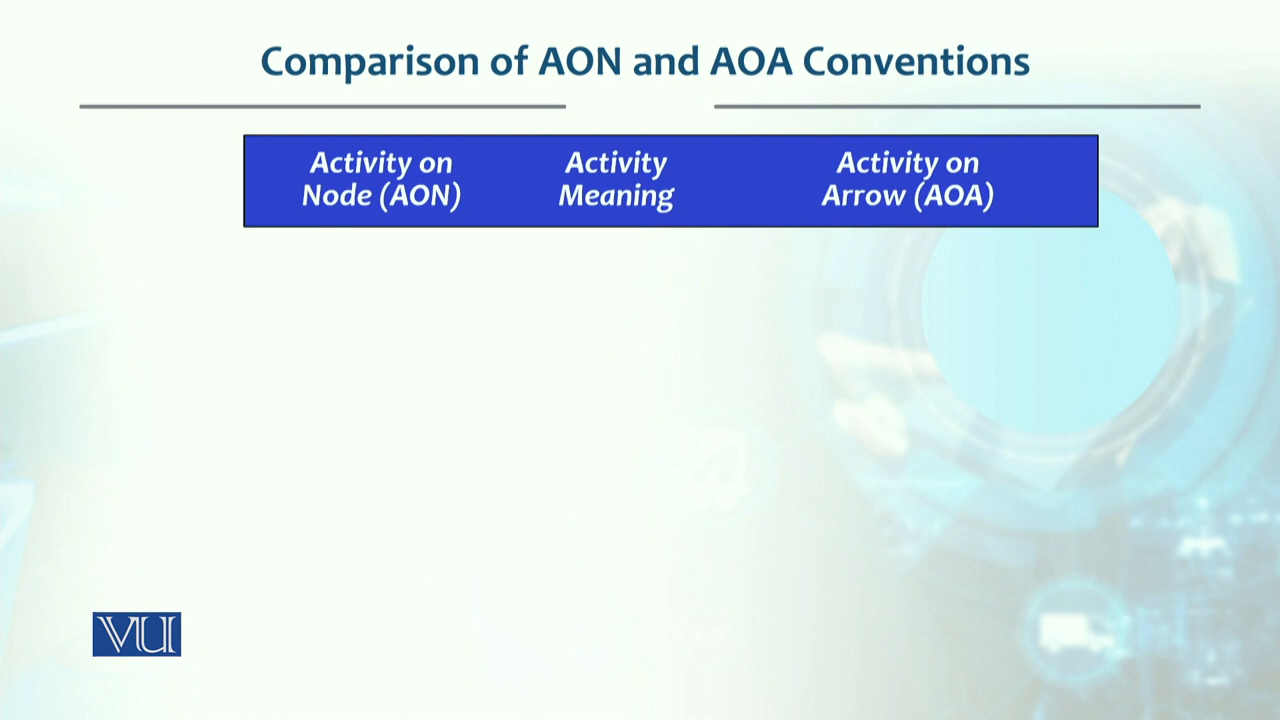 Comparison of AON and AOA Conventions
Activity on
Node (AON)
Activity
Meaning
Activity on
Arrow (AOA)
VU